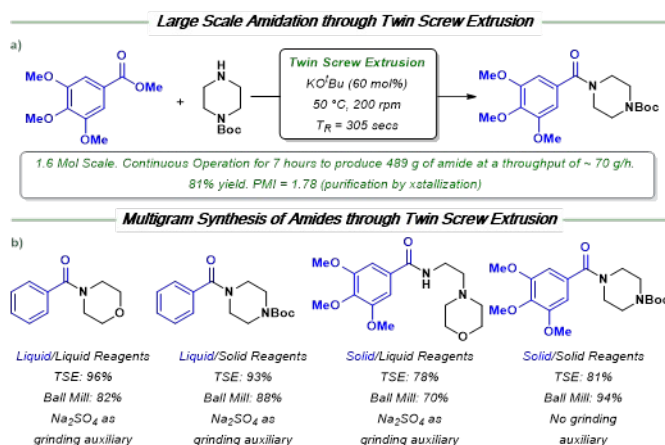 Large Scale Amidation through Twin Screw Extrusion
a)
MeO
MeO
OMe
O
OMe
+
H
N
N
Boc
Twin Screw Extrusion
KOᵗBu (60 mol%)
50 °C, 200 rpm
T_R = 305 secs
MeO
MeO
OMe
O
N
N
Boc
1.6 Mol Scale. Continuous Operation for 7 hours to produce 489 g of amide at a throughput of ~ 70 g/h.
81% yield. PMI = 1.78 (purification by xstallization)
Multigram Synthesis of Amides through Twin Screw Extrusion
b)
O
N
O
Liquid/Liquid Reagents
TSE: 96%
Ball Mill: 82%
Na₂SO₄ as
grinding auxiliary
O
N
N
Boc
Liquid/Solid Reagents
TSE: 93%
Ball Mill: 88%
Na₂SO₄ as
grinding auxiliary
MeO
MeO
OMe
O
N
H
N
O
Solid/Liquid Reagents
TSE: 78%
Ball Mill: 70%
Na₂SO₄ as
grinding auxiliary
MeO
MeO
OMe
O
N
N
Boc
Solid/Solid Reagents
TSE: 81%
Ball Mill: 94%
No grinding
auxiliary